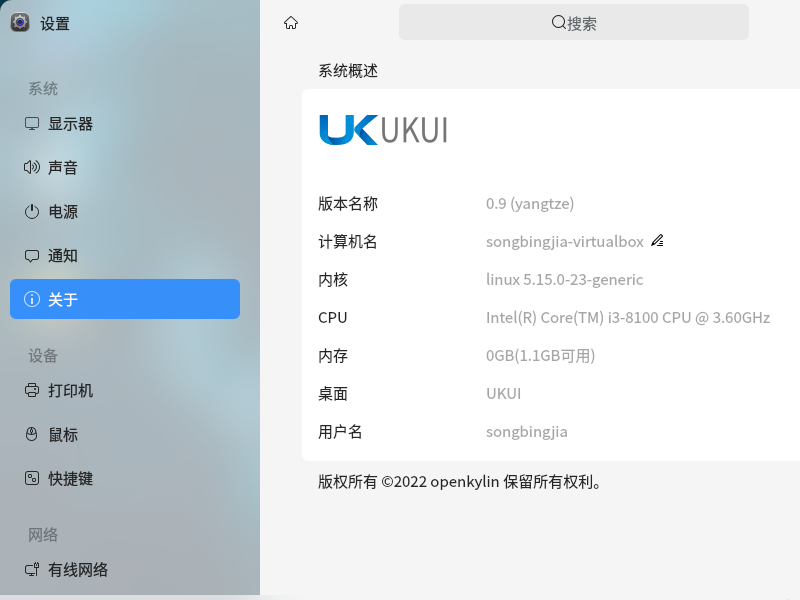 设置
搜索
系统
显示器
声音
电源
通知
关于
设备
打印机
鼠标
快捷键
网络
有线网络
系统概述
UK UKUI
版本名称 0.9 (yangtze)
计算机名 songbingjia-virtualbox
内核 linux 5.15.0-23-generic
CPU Intel(R) Core(TM) i3-8100 CPU @ 3.60GHz
内存 0GB(1.1GB可用)
桌面 UKUI
用户名 songbingjia
版权所有 ©2022 openkylin 保留所有权利。